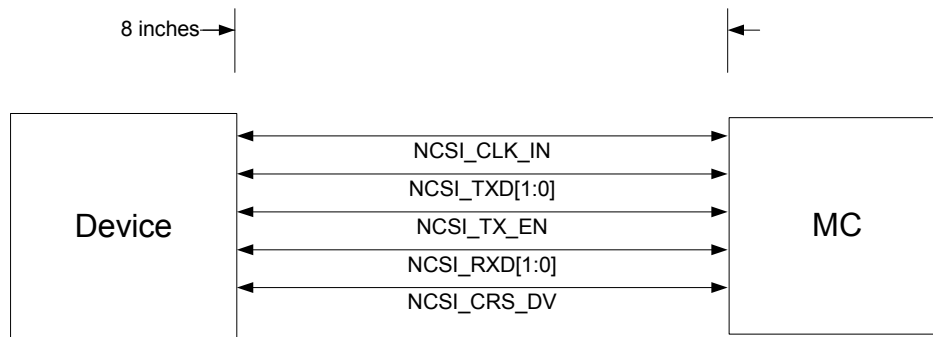 8 inches
NCSI_CLK_IN
NCSI_TXD[1:0]
Device
NCSI_TX_EN
MC
NCSI_RXD[1:0]
NCSI_CRS_DV